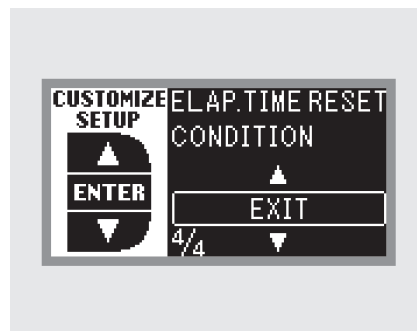 CUSTOMIZE
SETUP
ENTER
ELAP.TIME RESET
CONDITION
EXIT
4/4